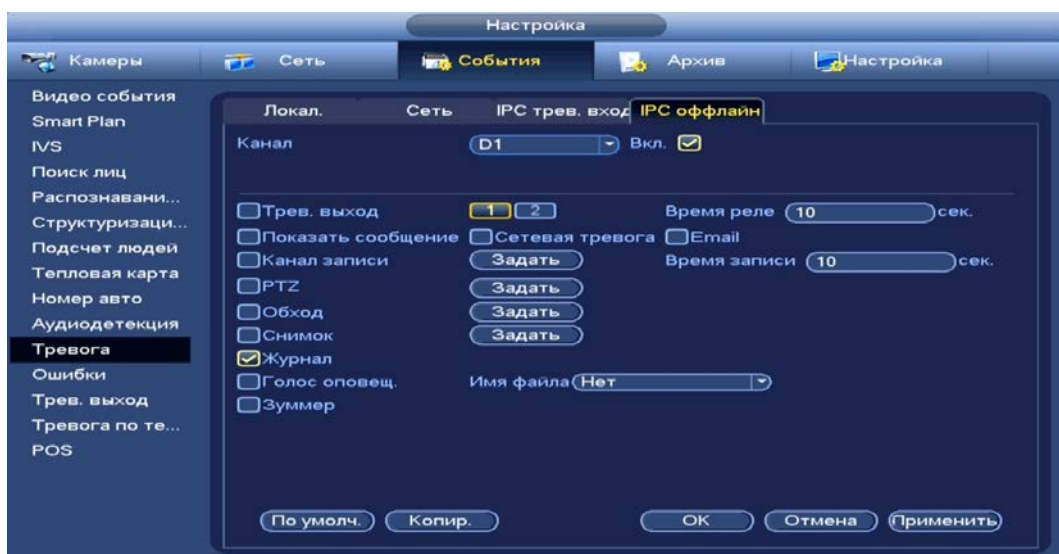 Настройка
Камеры Сеть События Архив Настройка
Видео события
Smart Plan
IVS
Поиск лиц
Распознавани...
Структуризаци...
Подсчет людей
Тепловая карта
Номер авто
Аудиодетекция
Тревога
Ошибки
Трев. выход
Тревога по те...
POS
Локал. Сеть IPC трев. вход IPC оффлайн
Канал D1 Вкл.
Трев. выход 1 2 Время реле 10 сек.
Показать сообщение Сетевая тревога Email
Канал записи Задать Время записи 10 сек.
PTZ Задать
Обход Задать
Снимок Задать
Журнал
Голос оповещ. Имя файла Нет
Зуммер
По умолч. Копир. OK Отмена Применить